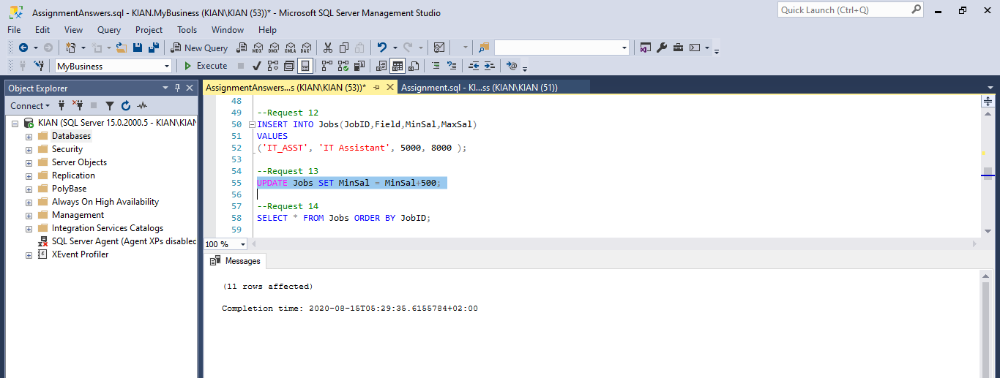 AssignmentAnswers.sql - KIAN.MyBusiness (KIAN\KIAN (53))* - Microsoft SQL Server Management Studio
Quick Launch (Ctrl+Q)
File Edit View Query Project Tools Window Help
New Query MDX DMX XMLA DAX
MyBusiness Execute
Object Explorer
AssignmentAnswers...s (KIAN\KIAN (53))* Assignment.sql - KI...ss (KIAN\KIAN (51))
Connect
KIAN (SQL Server 15.0.2000.5 - KIAN\KIAN
Databases
Security
Server Objects
Replication
PolyBase
Always On High Availability
Management
Integration Services Catalogs
SQL Server Agent (Agent XPs disabled
XEvent Profiler
48
49 --Request 12
50 INSERT INTO Jobs(JobID,Field,MinSal,MaxSal)
51 VALUES
52 ('IT_ASST', 'IT Assistant', 5000, 8000 );
53
54 --Request 13
55 UPDATE Jobs SET MinSal = MinSal+500;
56
57 --Request 14
58 SELECT * FROM Jobs ORDER BY JobID;
59
100 %
Messages
(11 rows affected)
Completion time: 2020-08-15T05:29:35.6155784+02:00